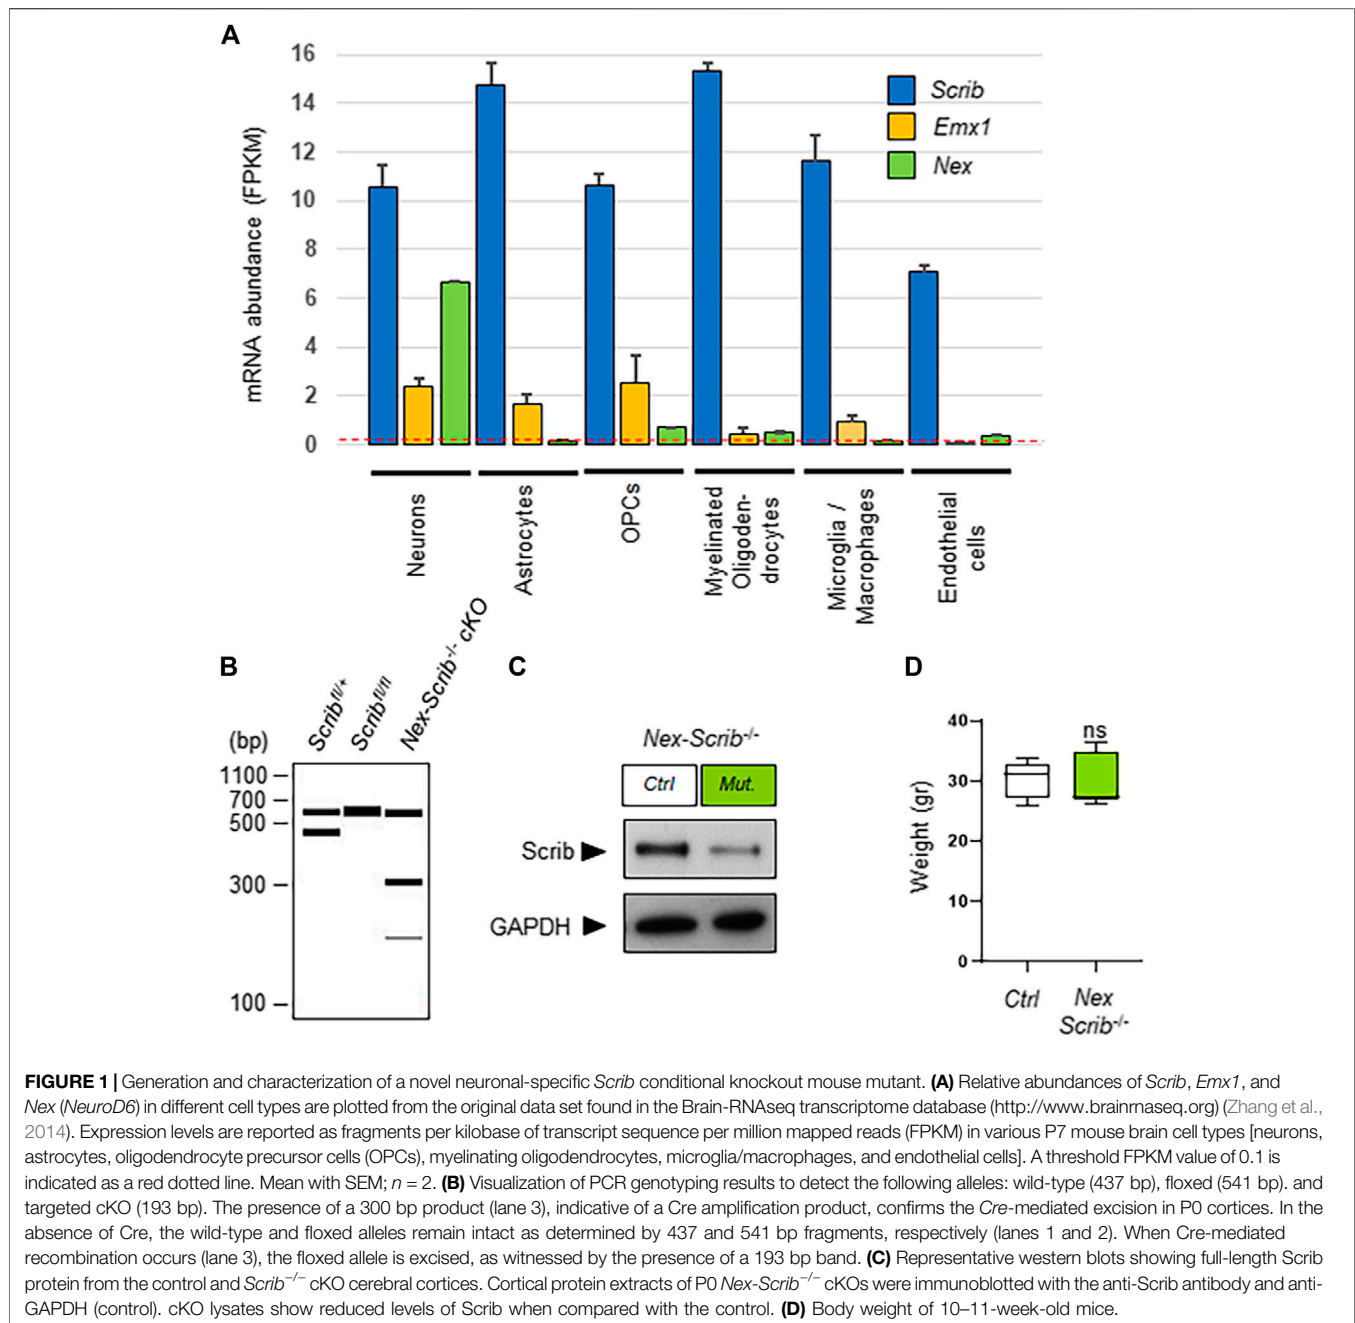 A
mRNA abundance (FPKM)
16
14
12
10
8
6
4
2
0
Scrib
Emx1
Nex
Neurons
Astrocytes
OPCs
Myelinated
Oligoden-
drocytes
Microglia /
Macrophages
Endothelial
cells
B
(bp)
Scrib fl/+
Scrib fl/fl
Nex-Scrib -/- cKO
1100
700
500
300
100
C
Nex-Scrib-/-
Ctrl
Mut.
Scrib
GAPDH
D
Weight (gr)
40
30
20
10
0
ns
Ctrl
Nex
Scrib-/-
FIGURE 1 | Generation and characterization of a novel neuronal-specific Scrib conditional knockout mouse mutant. (A) Relative abundances of Scrib, Emx1, and
Nex (NeuroD6) in different cell types are plotted from the original data set found in the Brain-RNAseq transcriptome database (http://www.brainrnaseq.org) (Zhang et al.,
2014). Expression levels are reported as fragments per kilobase of transcript sequence per million mapped reads (FPKM) in various P7 mouse brain cell types [neurons,
astrocytes, oligodendrocyte precursor cells (OPCs), myelinating oligodendrocytes, microglia/macrophages, and endothelial cells]. A threshold FPKM value of 0.1 is
indicated as a red dotted line. Mean with SEM; n = 2. (B) Visualization of PCR genotyping results to detect the following alleles: wild-type (437 bp), floxed (541 bp). and
targeted cKO (193 bp). The presence of a 300 bp product (lane 3), indicative of a Cre amplification product, confirms the Cre-mediated excision in P0 cortices. In the
absence of Cre, the wild-type and floxed alleles remain intact as determined by 437 and 541 bp fragments, respectively (lanes 1 and 2). When Cre-mediated
recombination occurs (lane 3), the floxed allele is excised, as witnessed by the presence of a 193 bp band. (C) Representative western blots showing full-length Scrib
protein from the control and Scrib−/− cKO cerebral cortices. Cortical protein extracts of P0 Nex-Scrib−/− cKOs were immunoblotted with the anti-Scrib antibody and anti-
GAPDH (control). cKO lysates show reduced levels of Scrib when compared with the control. (D) Body weight of 10–11-week-old mice.